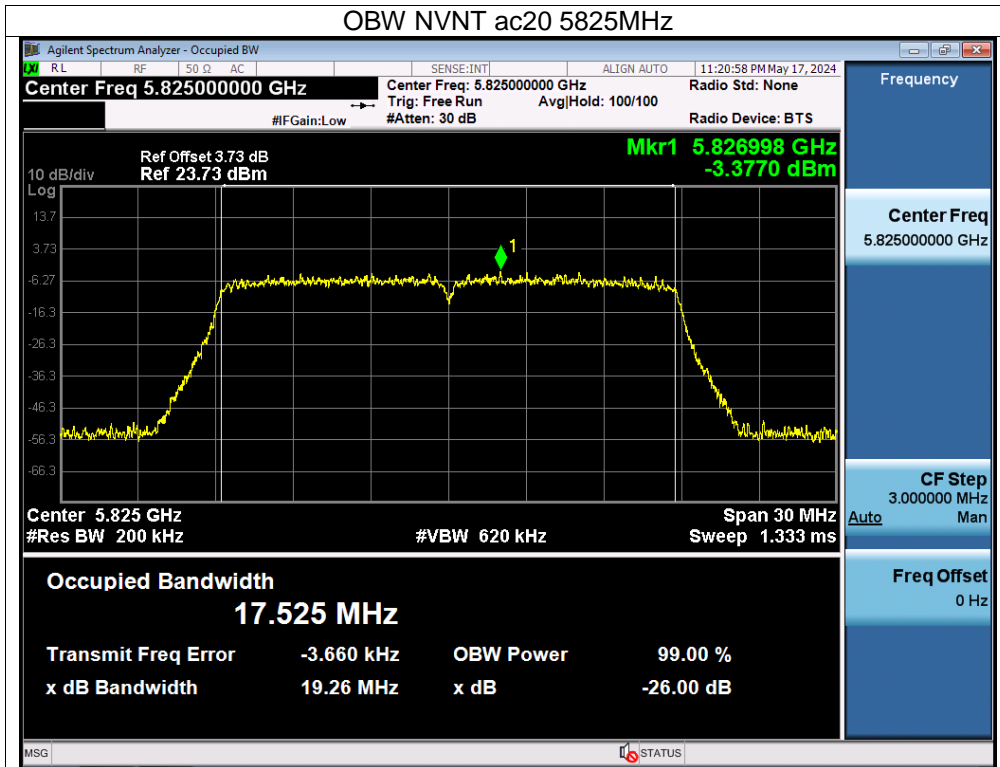 OBW NVNT ac20 5825MHz
Agilent Spectrum Analyzer - Occupied BW
LXI RL RF 50 Ω AC SENSE:INT ALIGN AUTO 11:20:58 PM May 17, 2024
Center Freq 5.825000000 GHz
Center Freq: 5.825000000 GHz Radio Std: None
Trig: Free Run Avg|Hold: 100/100
#IFGain:Low #Atten: 30 dB Radio Device: BTS
Frequency
Mkr1 5.826998 GHz
-3.3770 dBm
Ref Offset 3.73 dB
10 dB/div Ref 23.73 dBm
Log
13.7
3.73
-6.27
-16.3
-26.3
-36.3
-46.3
-56.3
-66.3
1
Center 5.825 GHz Span 30 MHz
#Res BW 200 kHz #VBW 620 kHz Sweep 1.333 ms
Center Freq
5.825000000 GHz
CF Step
3.000000 MHz
Auto Man
Freq Offset
0 Hz
Occupied Bandwidth
17.525 MHz
Transmit Freq Error -3.660 kHz OBW Power 99.00 %
x dB Bandwidth 19.26 MHz x dB -26.00 dB
MSG STATUS